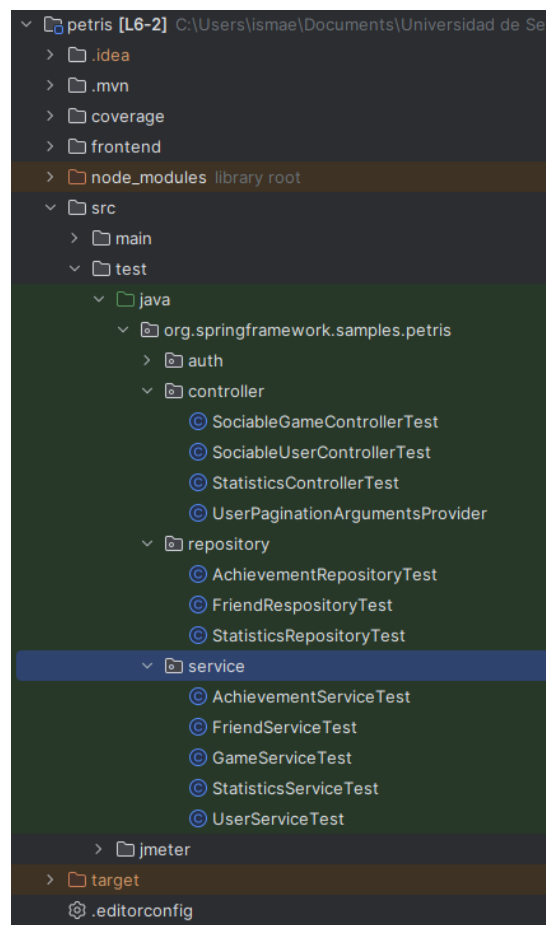 petris [L6-2] C:\Users\ismae\Documents\Universidad de Se
.idea
.mvn
coverage
frontend
node_modules library root
src
main
test
java
org.springframework.samples.petris
auth
controller
SociableGameControllerTest
SociableUserControllerTest
StatisticsControllerTest
UserPaginationArgumentsProvider
repository
AchievementRepositoryTest
FriendRespositoryTest
StatisticsRepositoryTest
service
AchievementServiceTest
FriendServiceTest
GameServiceTest
StatisticsServiceTest
UserServiceTest
jmeter
target
.editorconfig